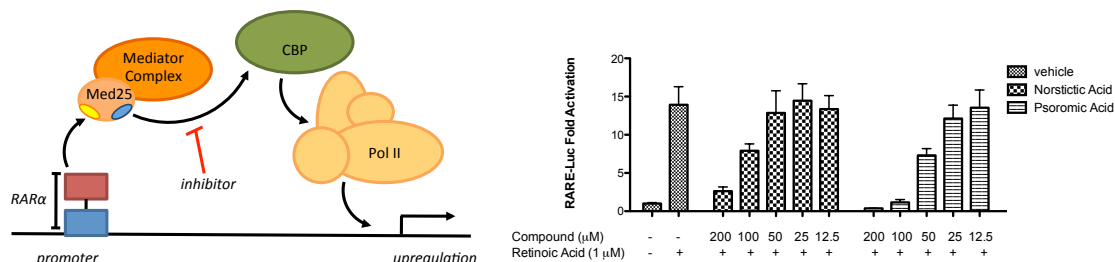 Mediator
Complex
CBP
Med25
Pol II
RARα
inhibitor
promoter
upregulation
RARE-Luc Fold Activation
20
15
10
5
0
vehicle
Norstictic Acid
Psoromic Acid
Compound (μM) - - 200 100 50 25 12.5 200 100 50 25 12.5
Retinoic Acid (1 μM) - + + + + + + + + + + +